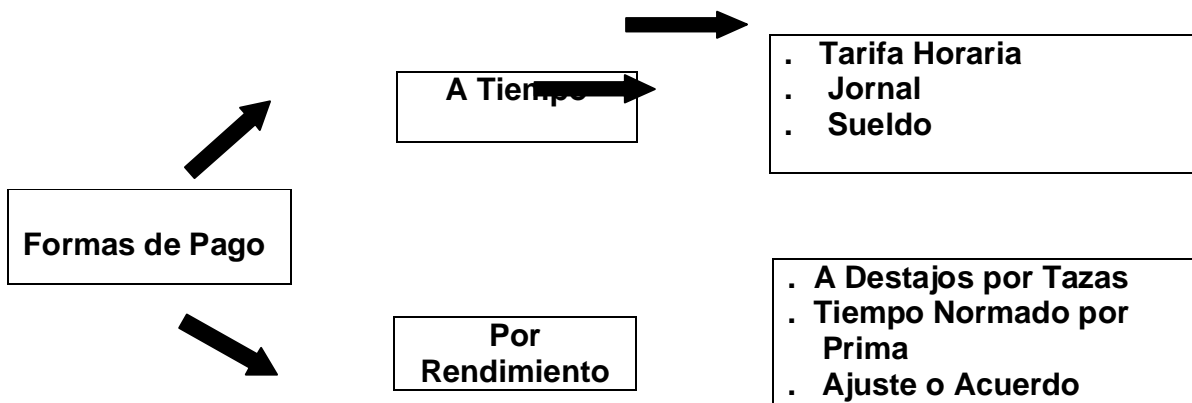 Formas de Pago
A Tiempo
. Tarifa Horaria
. Jornal
. Sueldo
Por
Rendimiento
. A Destajos por Tazas
. Tiempo Normado por
Prima
. Ajuste o Acuerdo